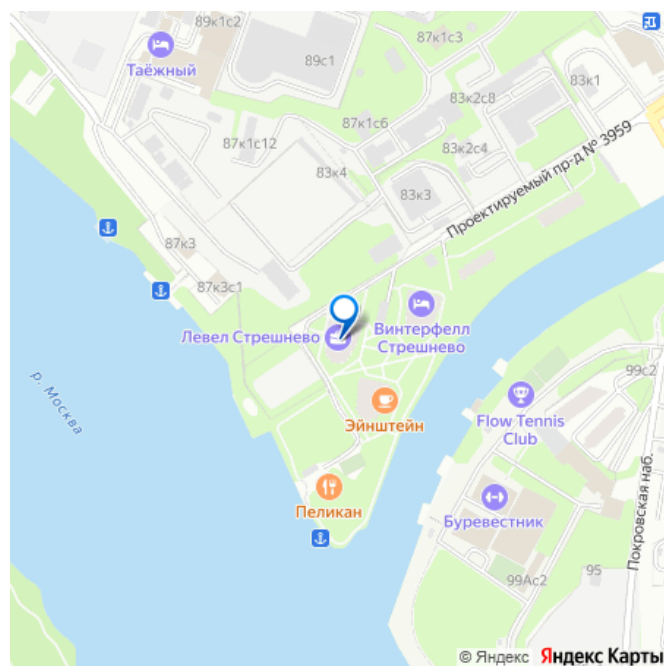 89к1с2
87к1с3
Таёжный
89с1
83к1
83к2с8
87к1с6
87к1с12
83к2с4
83к4
83к3
Проектируемый пр-д № 3959
87к3
87к3с1
Левел Стрешнево
Винтерфелл
Стрешнево
р. Москва
99с2
Эйнштейн
Flow Tennis
Club
Пеликан
Буревестник
Покровская наб.
99Ас2
95
© Яндекс Яндекс Карты